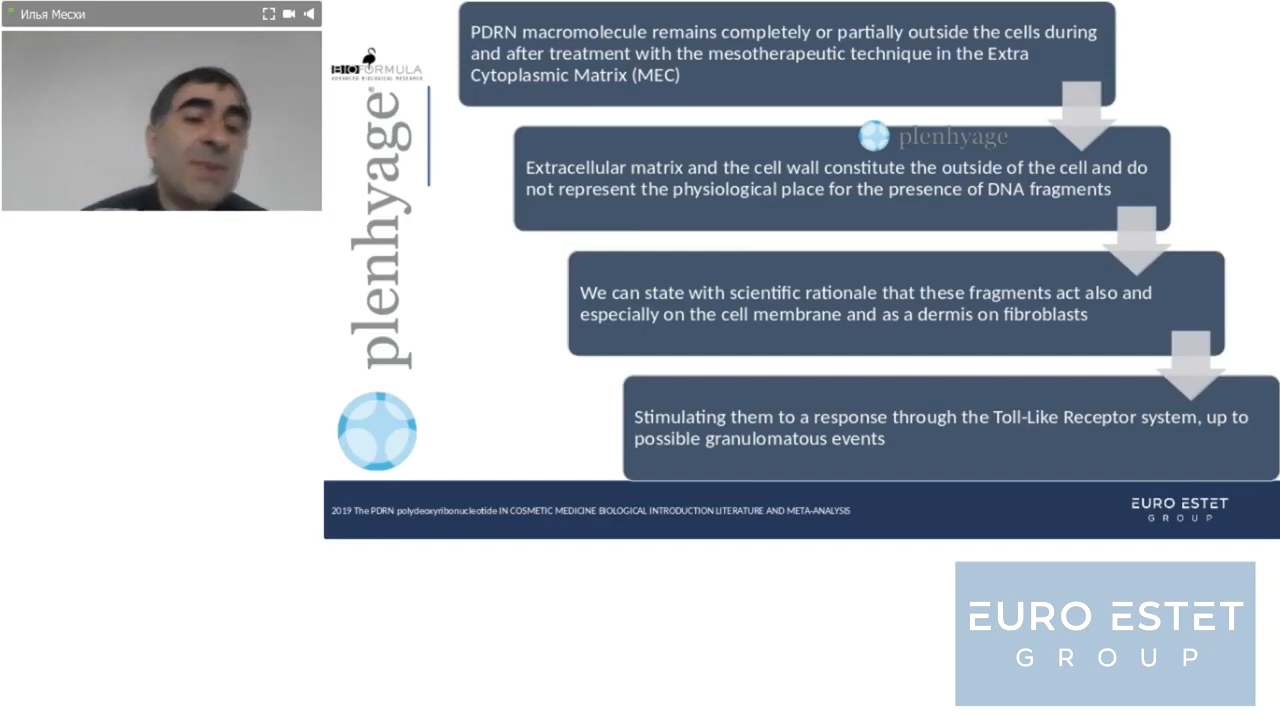 Илья Месхи
BIOFORMULA
ADVANCED BIOLOGICAL RESEARCH
plenhyage®
PDRN macromolecule remains completely or partially outside the cells during
and after treatment with the mesotherapeutic technique in the Extra
Cytoplasmic Matrix (MEC)
plenhyage
Extracellular matrix and the cell wall constitute the outside of the cell and do
not represent the physiological place for the presence of DNA fragments
We can state with scientific rationale that these fragments act also and
especially on the cell membrane and as a dermis on fibroblasts
Stimulating them to a response through the Toll-Like Receptor system, up to
possible granulomatous events
2019 The PDRN polydeoxyribonucleotide IN COSMETIC MEDICINE BIOLOGICAL INTRODUCTION LITERATURE AND META-ANALYSIS
EURO ESTET
GROUP
EURO ESTET
GROUP